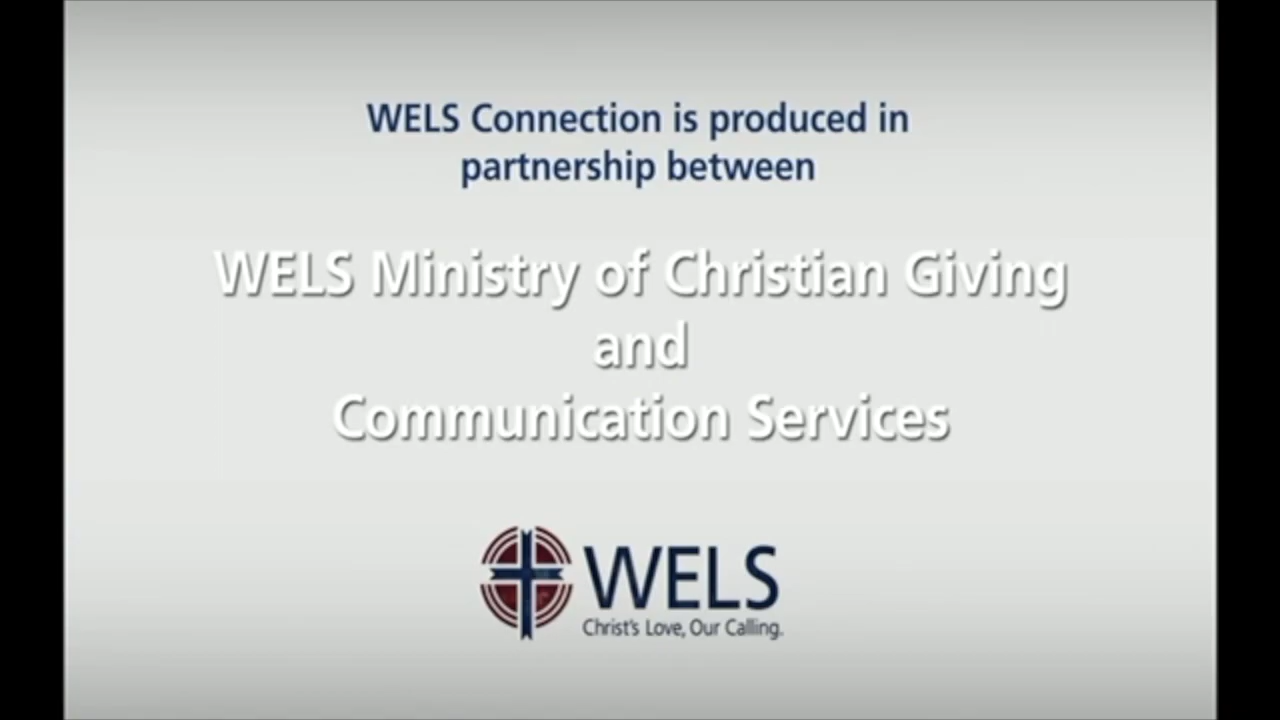 WELS Connection is produced in
partnership between
WELS Ministry of Christian Giving
and
Communication Services
WELS
Christ's Love, Our Calling.